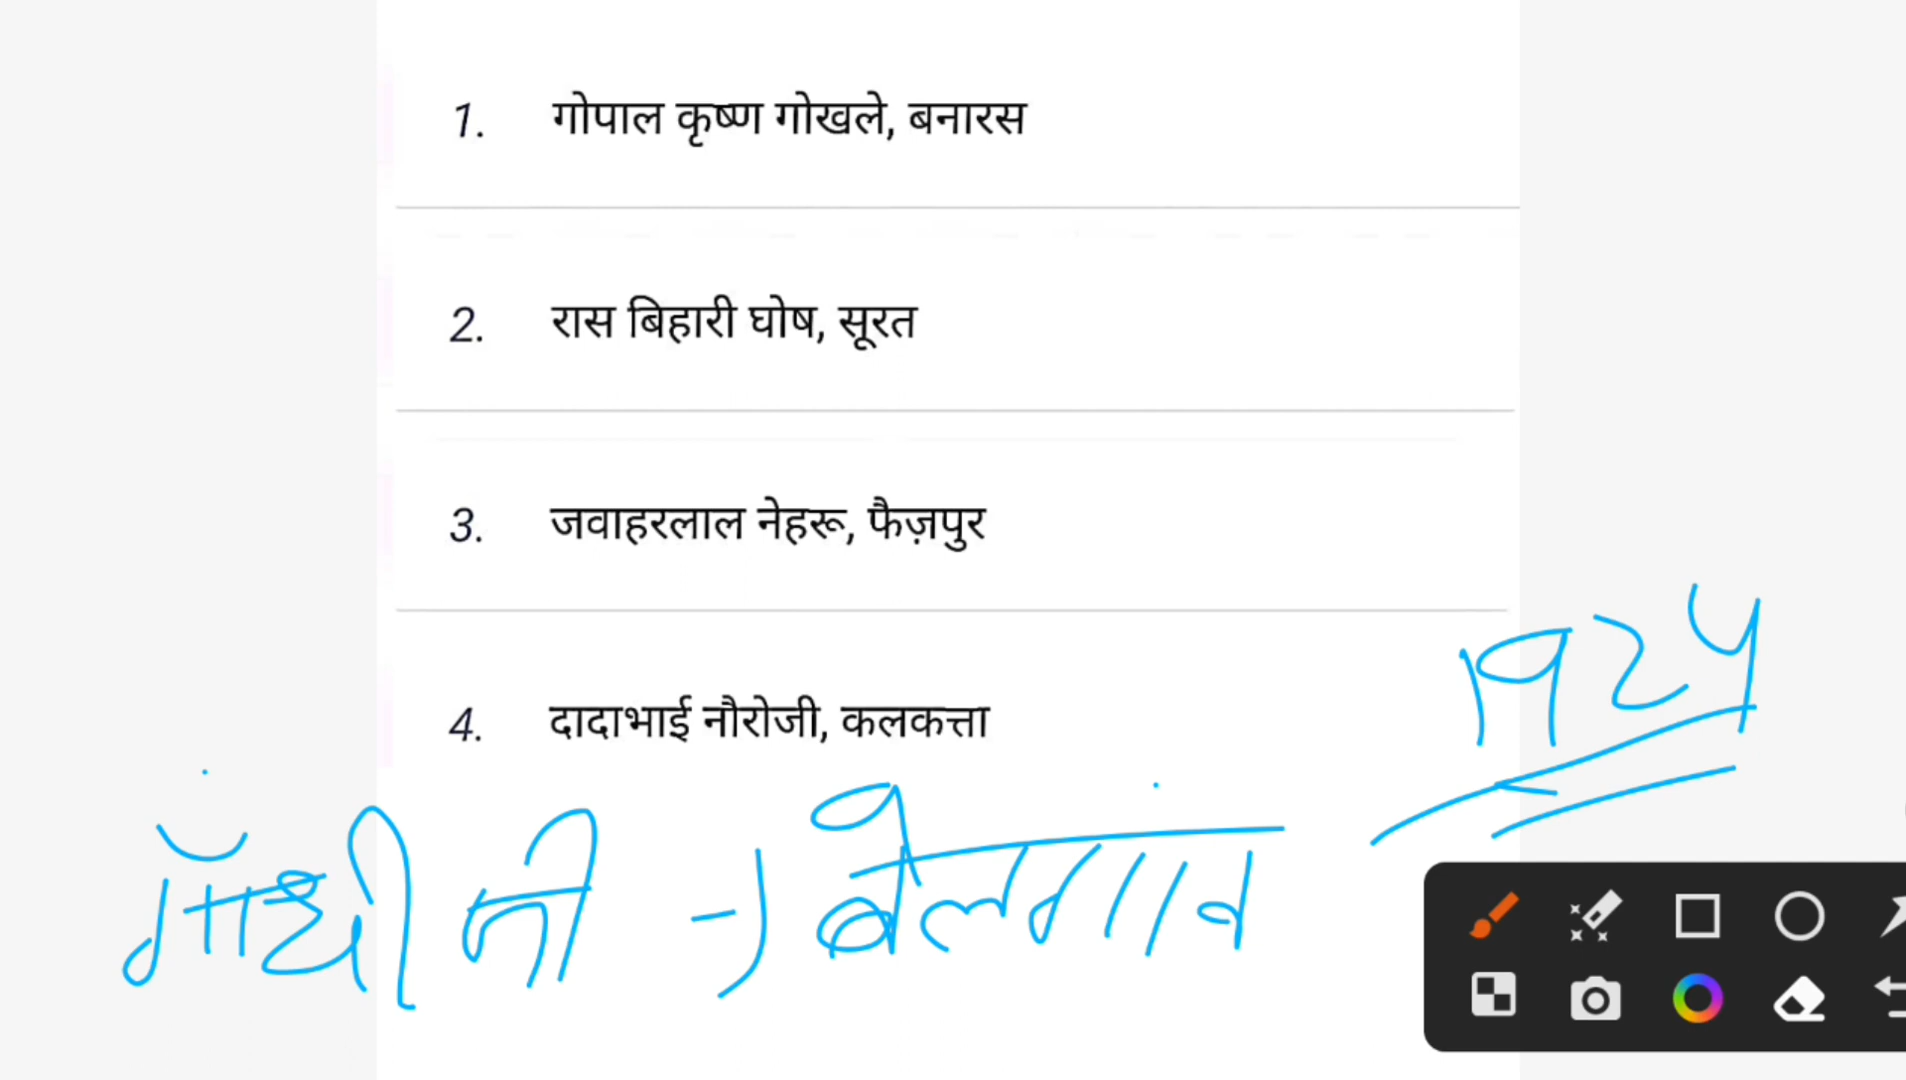 1. गोपाल कृष्ण गोखले, बनारस
2. रास बिहारी घोष, सूरत
3. जवाहरलाल नेहरू, फैज़पुर
4. दादाभाई नौरोजी, कलकत्ता
1924
गाँधी जी → बेलगांव